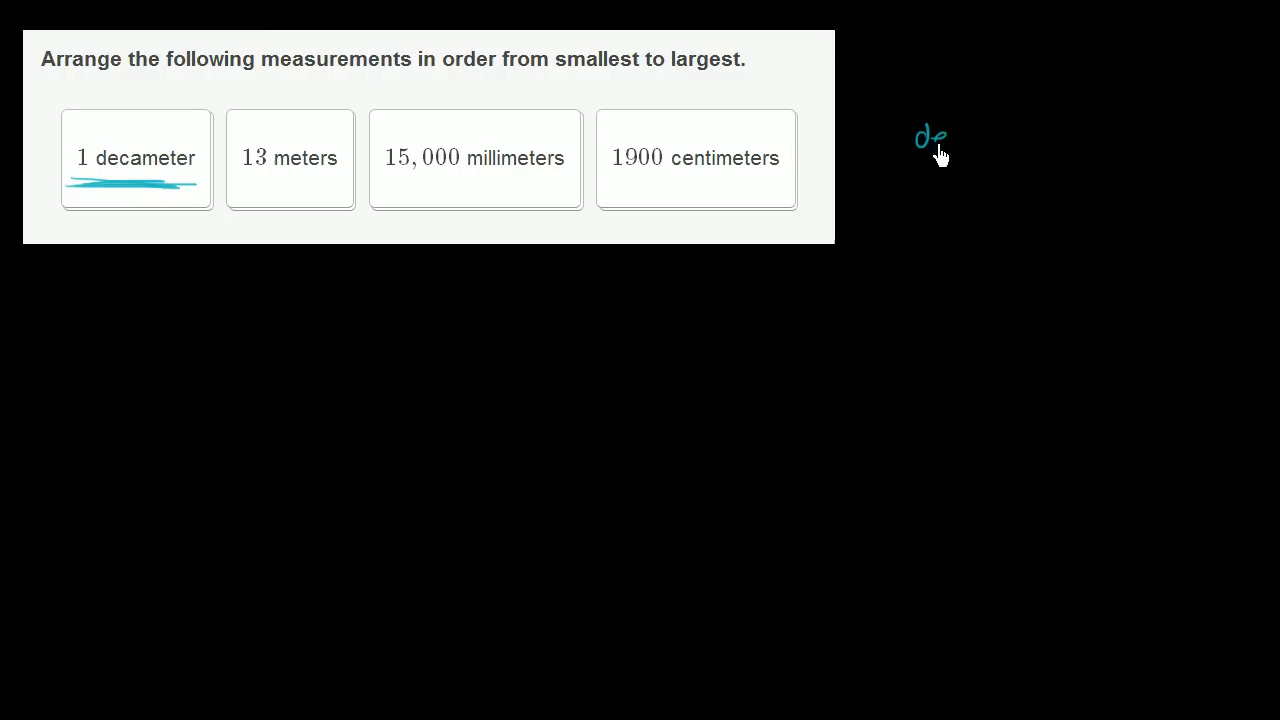 Arrange the following measurements in order from smallest to largest.
1 decameter 13 meters 15, 000 millimeters 1900 centimeters
de